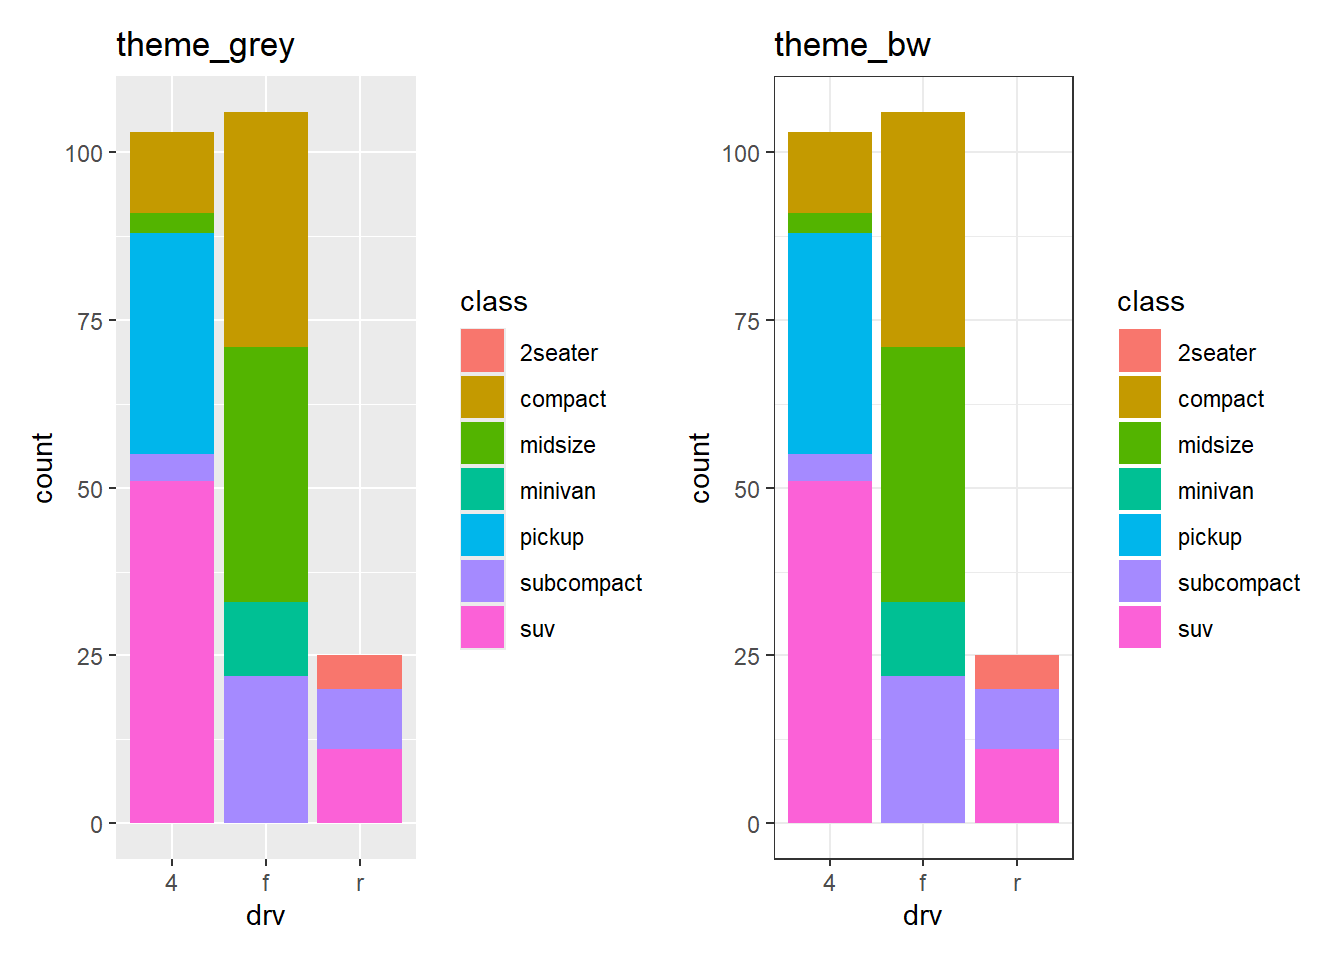 theme_grey
100
75
50
25
0
count
4 f r
drv
class
2seater
compact
midsize
minivan
pickup
subcompact
suv
theme_bw
100
75
50
25
0
count
4 f r
drv
class
2seater
compact
midsize
minivan
pickup
subcompact
suv